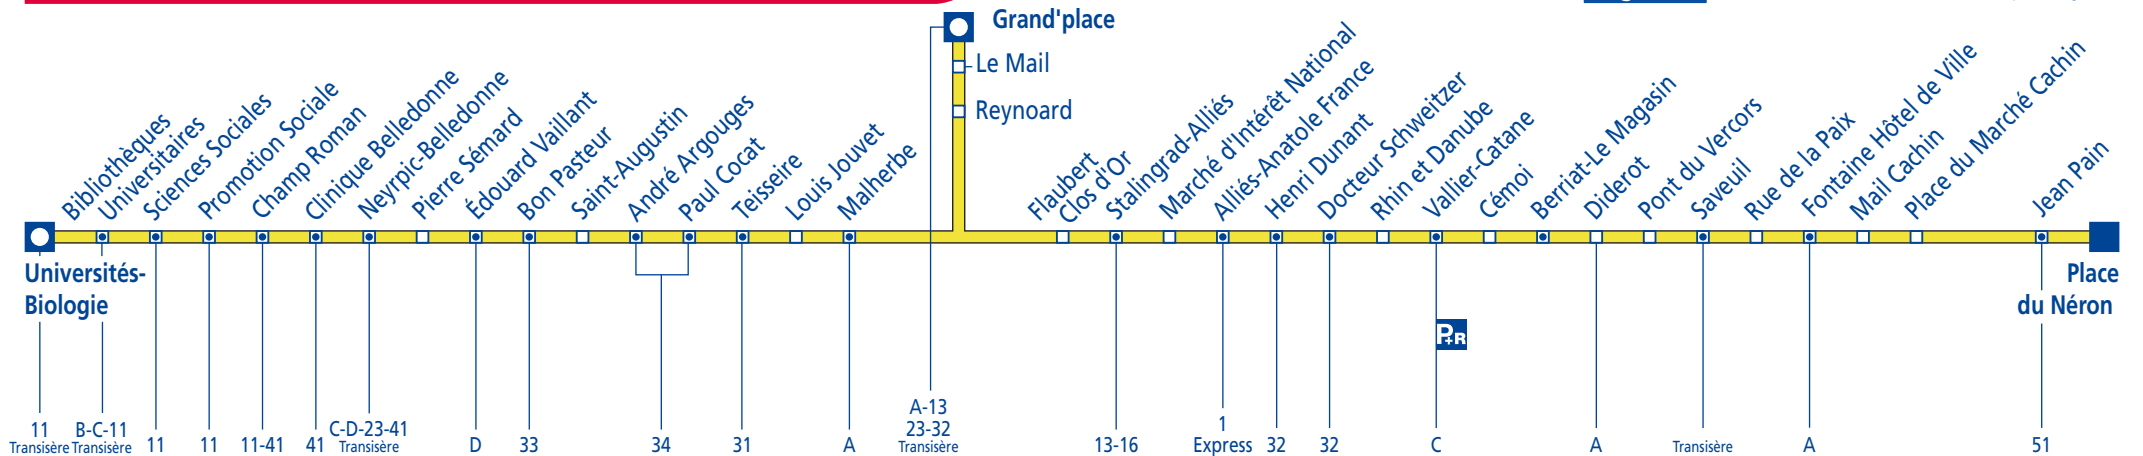 Grand'place
Le Mail
Reynoard
Bibliothèques
Universitaires
Sciences Sociales
Promotion Sociale
Champ Roman
Clinique Belledonne
Neyrpic-Belledonne
Pierre Sémard
Édouard Vaillant
Bon Pasteur
Saint-Augustin
André Argouges
Paul Cocat
Teisseire
Louis Jouvet
Malherbe
Flaubert
Clos d'Or
Stalingrad-Alliés
Marché d'Intérêt National
Alliés-Anatole France
Henri Dunant
Docteur Schweitzer
Rhin et Danube
Vallier-Catane
Cémoi
Berriat-Le Magasin
Diderot
Pont du Vercors
Saveuil
Rue de la Paix
Fontaine Hôtel de Ville
Mail Cachin
Place du Marché Cachin
Jean Pain
Universités-
Biologie
Place
du Néron
P+R
11
Transisère
B-C-11
Transisère
11
11
11-41
41
C-D-23-41
Transisère
D
33
34
31
A
A-13
23-32
Transisère
13-16
1
Express
32
32
C
A
Transisère
A
51